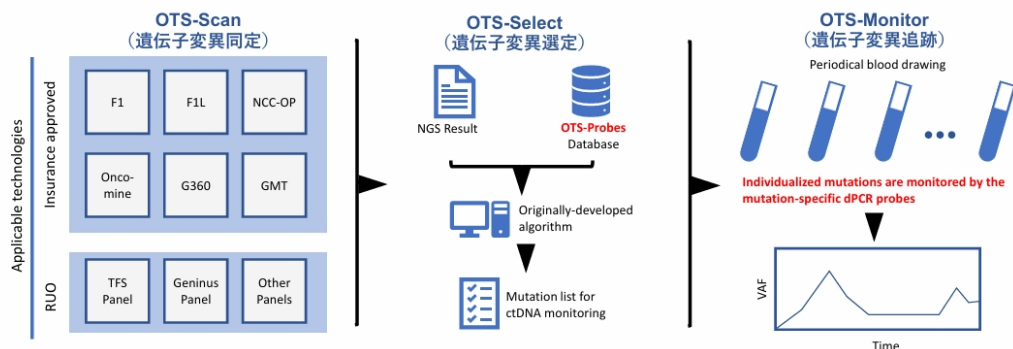 OTS-Scan
(遺伝子変異同定)
Applicable technologies
Insurance approved
F1
F1L
NCC-OP
Onco-
mine
G360
GMT
RUO
TFS
Panel
Geninus
Panel
Other
Panels
OTS-Select
(遺伝子変異選定)
NGS Result
OTS-Probes
Database
Originally-developed
algorithm
Mutation list for
ctDNA monitoring
OTS-Monitor
(遺伝子変異追跡)
Periodical blood drawing
Individualized mutations are monitored by the
mutation-specific dPCR probes
VAF
Time